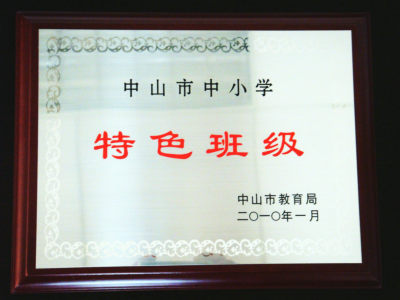 中山市中小学
特色班级
中山市教育局
二〇一〇年一月